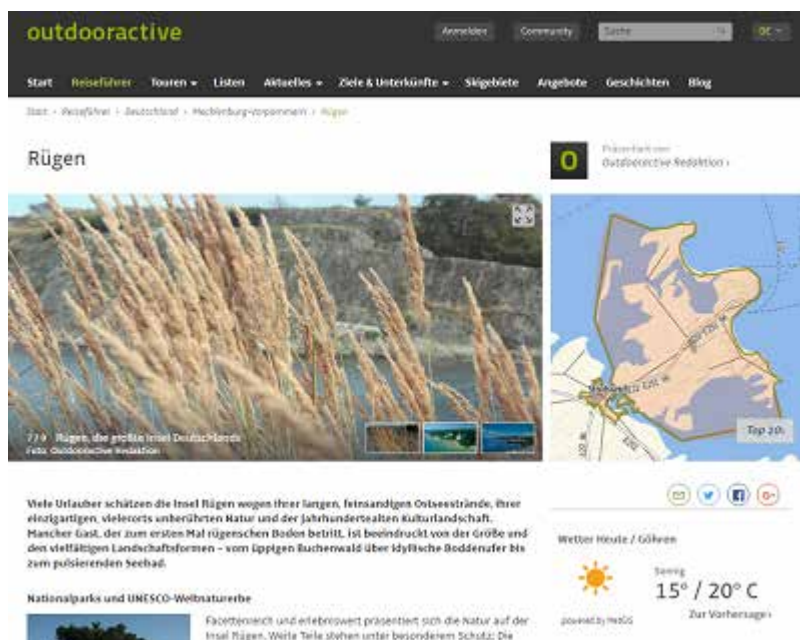 outdooractive
Anmelden Community Suche DE
Start Reiseführer Touren Listen Aktuelles Ziele & Unterkünfte Skigebiete Angebote Geschichten Blog
Start › Reiseführer › Deutschland › Mecklenburg-Vorpommern › Rügen
Rügen
Präsentiert von
Outdooractive Redaktion ›
7 / 9 Rügen, die größte Insel Deutschlands
Foto: Outdooractive Redaktion
Top 20:
Viele Urlauber schätzen die Insel Rügen wegen ihrer langen, feinsandigen Ostseestrände, ihrer
einzigartigen, vielerorts unberührten Natur und der jahrhundertealten Kulturlandschaft.
Mancher Gast, der zum ersten Mal rügenschen Boden betritt, ist beeindruckt von der Größe und
den vielfältigen Landschaftsformen – vom üppigen Buchenwald über idyllische Boddenufer bis
zum pulsierenden Seebad.
Nationalparks und UNESCO-Weltnaturerbe
Facettenreich und erlebniswert präsentiert sich die Natur auf der
Insel Rügen. Weite Teile stehen unter besonderem Schutz: Die
Wetter Heute / Göhren
Sonnig
15° / 20° C
powered by
Zur Vorhersage ›